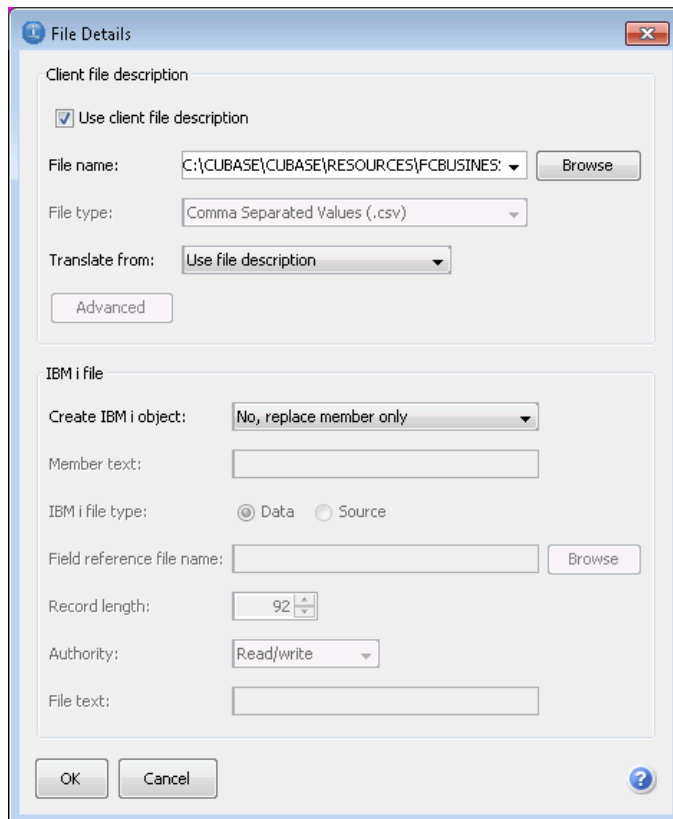 File Details
Client file description
Use client file description
File name: C:\CUBASE\CUBASE\RESOURCES\FCBUSINES: Browse
File type: Comma Separated Values (.csv)
Translate from: Use file description
Advanced
IBM i file
Create IBM i object: No, replace member only
Member text:
IBM i file type: Data Source
Field reference file name: Browse
Record length: 92
Authority: Read/write
File text:
OK Cancel ?